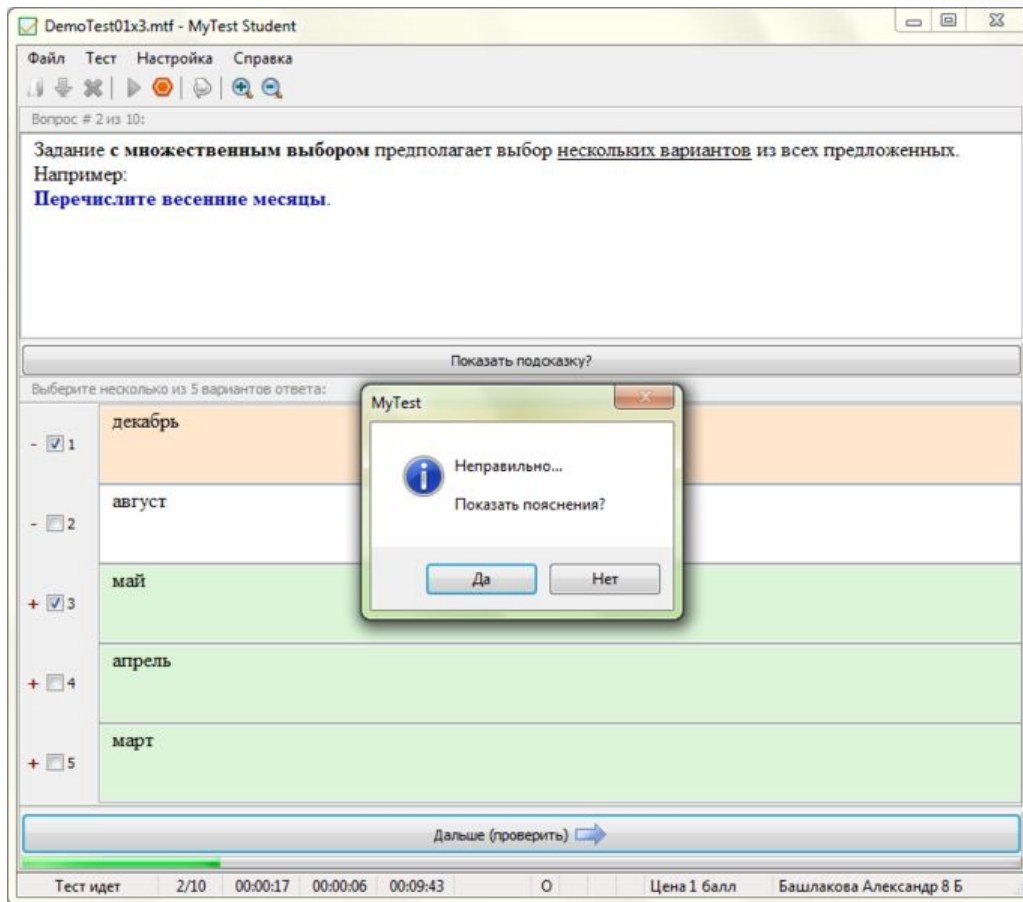 DemoTest01x3.mtf - MyTest Student
Файл Тест Настройка Справка
Вопрос # 2 из 10:
Задание с множественным выбором предполагает выбор нескольких вариантов из всех предложенных.
Например:
Перечислите весенние месяцы.
Показать подсказку?
Выберите несколько из 5 вариантов ответа:
MyTest
Неправильно...
Показать пояснения?
Да Нет
декабрь
- 1
август
- 2
май
+ 3
апрель
+ 4
март
+ 5
Дальше (проверить)
Тест идет 2/10 00:00:17 00:00:06 00:09:43 О Цена 1 балл Башлакова Александр 8 Б